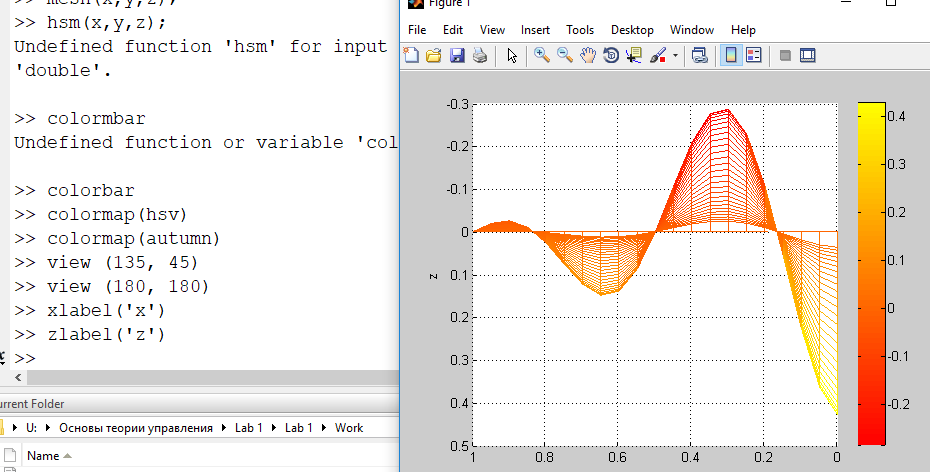 >> mesh(x,y,z);
>> hsm(x,y,z);
Undefined function 'hsm' for input
'double'.
>> colormbar
Undefined function or variable 'col
>> colorbar
>> colormap(hsv)
>> colormap(autumn)
>> view (135, 45)
>> view (180, 180)
>> xlabel('x')
>> zlabel('z')
>>
urrent Folder
U: Основы теории управления Lab 1 Lab 1 Work
Name
Figure 1
File Edit View Insert Tools Desktop Window Help
-0.3
-0.2
-0.1
0
0.1
0.2
0.3
0.4
0.5
z
1 0.8 0.6 0.4 0.2 0
0.4
0.3
0.2
0.1
0
-0.1
-0.2